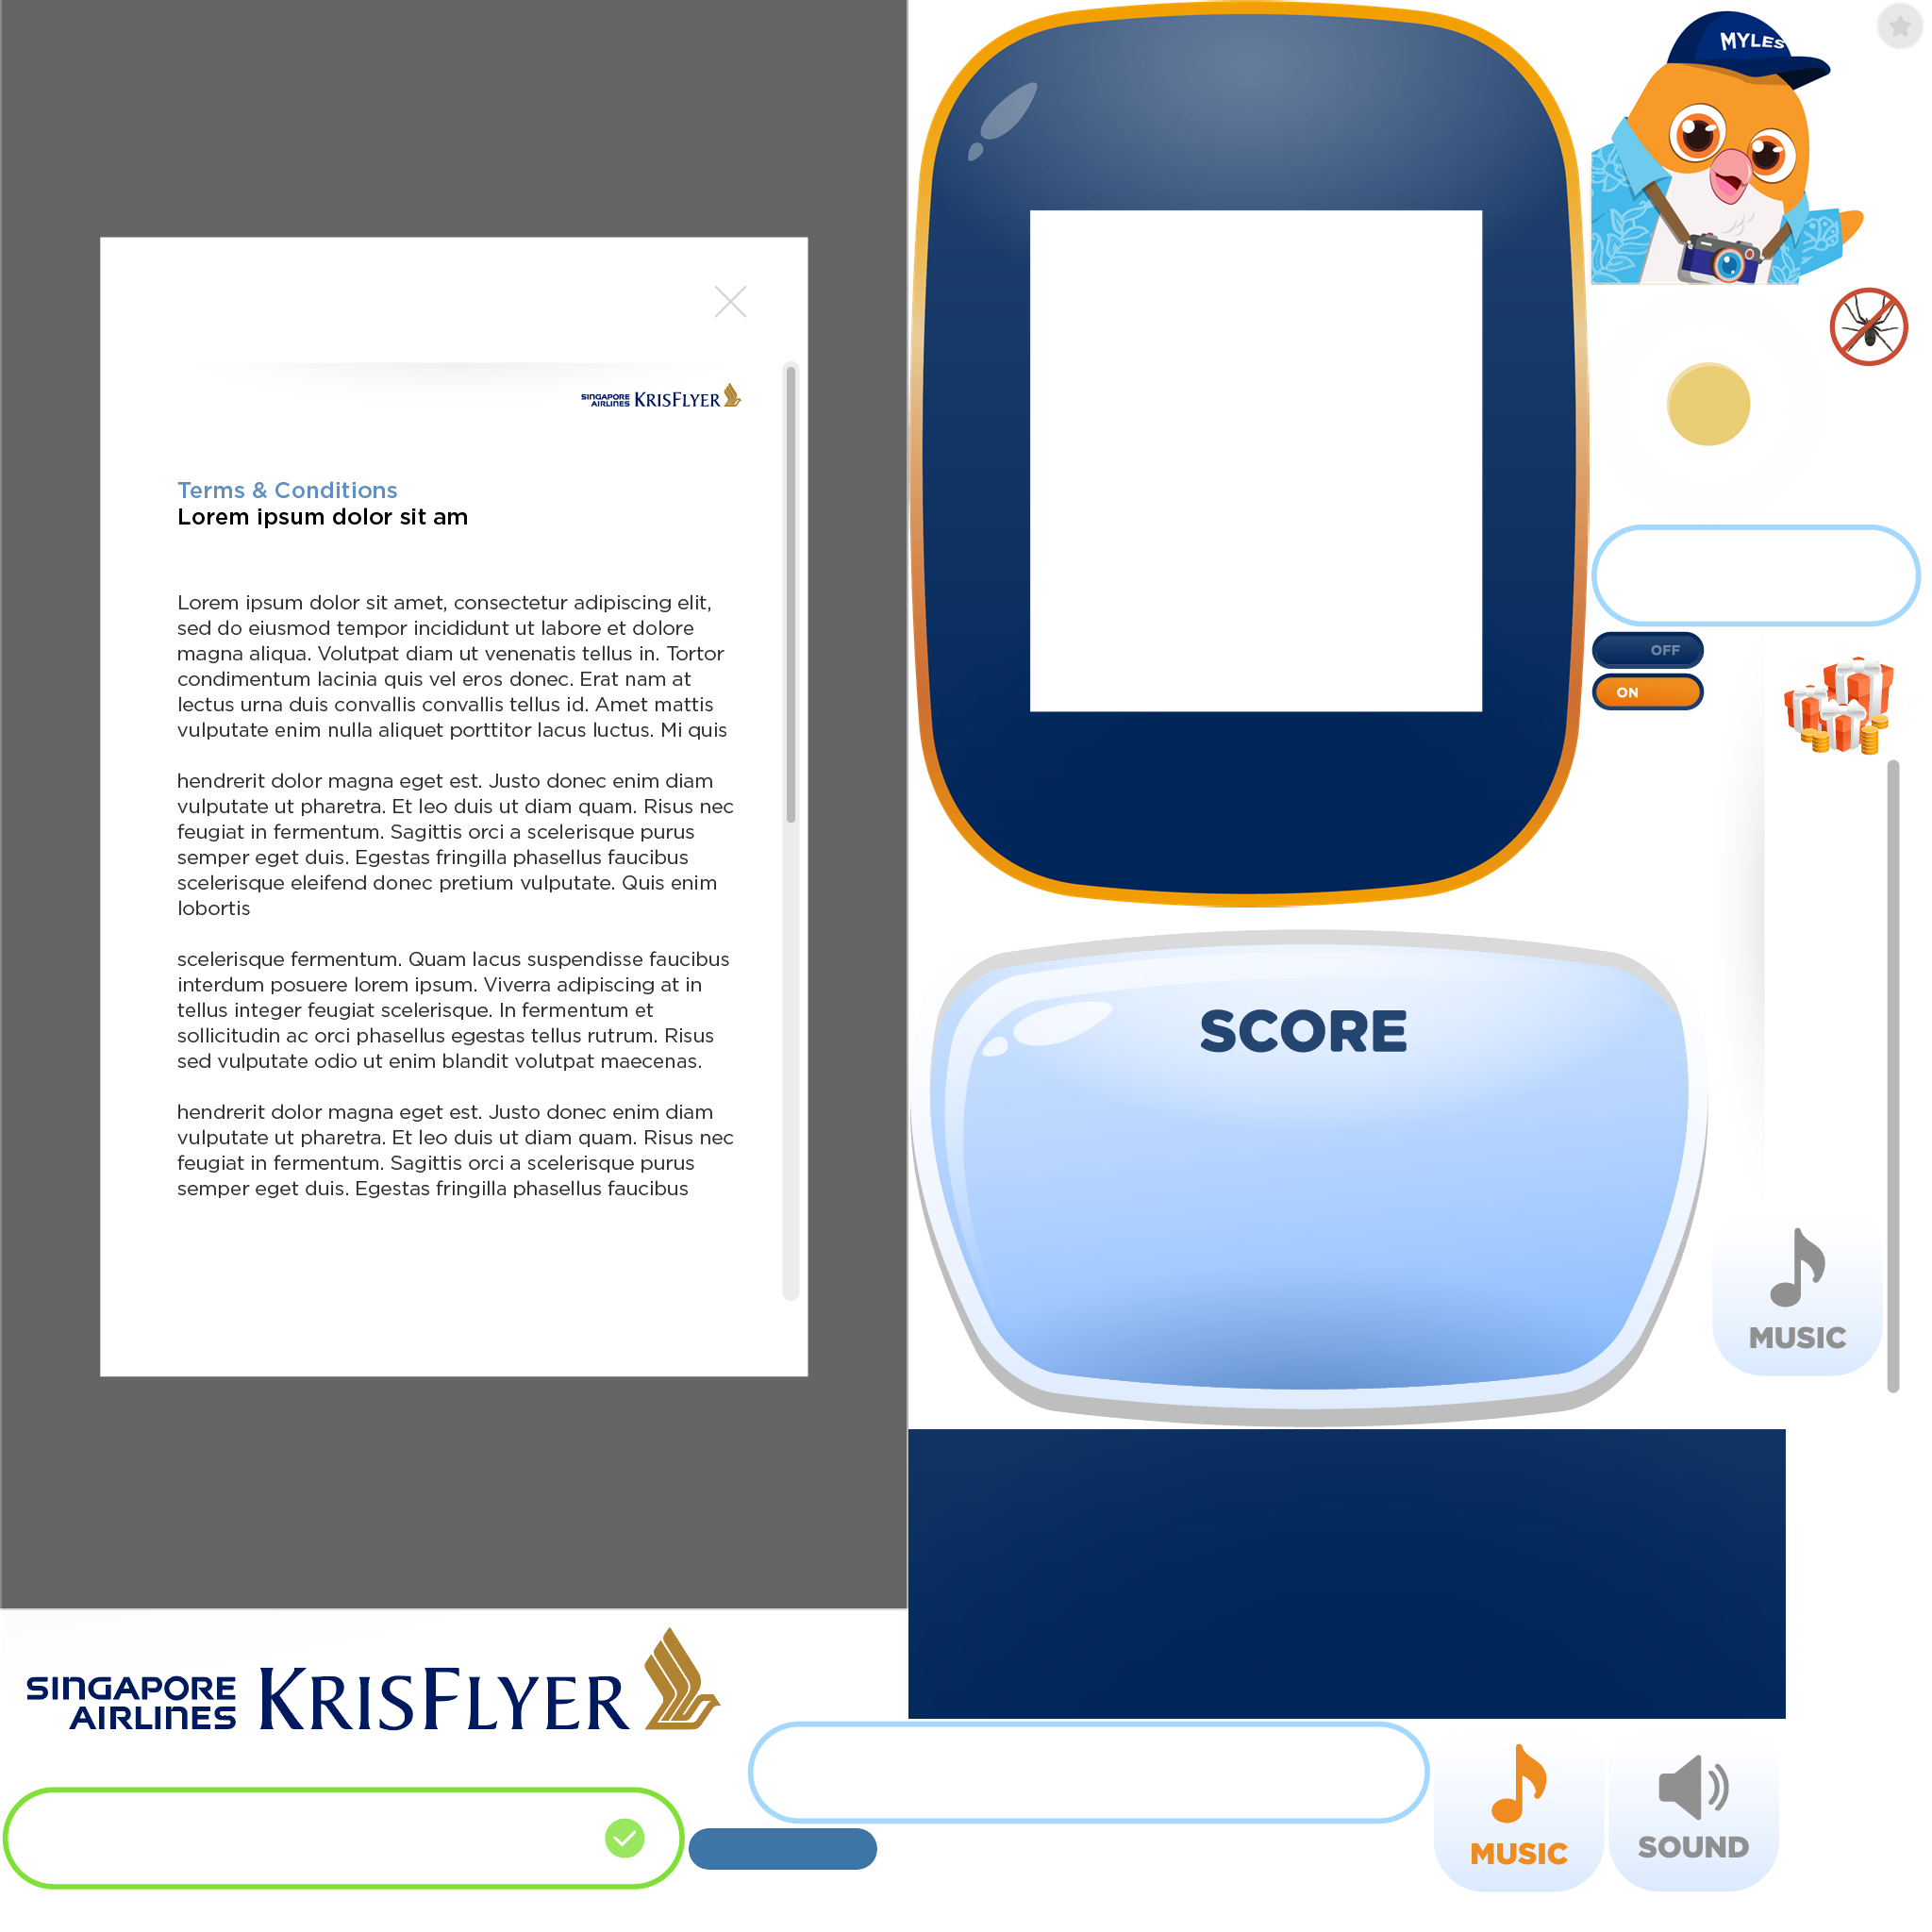 SINGAPORE
AIRLINES KRISFLYER
Terms & Conditions
Lorem ipsum dolor sit am
Lorem ipsum dolor sit amet, consectetur adipiscing elit,
sed do eiusmod tempor incididunt ut labore et dolore
magna aliqua. Volutpat diam ut venenatis tellus in. Tortor
condimentum lacinia quis vel eros donec. Erat nam at
lectus urna duis convallis convallis tellus id. Amet mattis
vulputate enim nulla aliquet porttitor lacus luctus. Mi quis
hendrerit dolor magna eget est. Justo donec enim diam
vulputate ut pharetra. Et leo duis ut diam quam. Risus nec
feugiat in fermentum. Sagittis orci a scelerisque purus
semper eget duis. Egestas fringilla phasellus faucibus
scelerisque eleifend donec pretium vulputate. Quis enim
lobortis
scelerisque fermentum. Quam lacus suspendisse faucibus
interdum posuere lorem ipsum. Viverra adipiscing at in
tellus integer feugiat scelerisque. In fermentum et
sollicitudin ac orci phasellus egestas tellus rutrum. Risus
sed vulputate odio ut enim blandit volutpat maecenas.
hendrerit dolor magna eget est. Justo donec enim diam
vulputate ut pharetra. Et leo duis ut diam quam. Risus nec
feugiat in fermentum. Sagittis orci a scelerisque purus
semper eget duis. Egestas fringilla phasellus faucibus
MYLES
OFF
ON
SCORE
MUSIC
SINGAPORE
AIRLINES KRISFLYER
MUSIC
SOUND